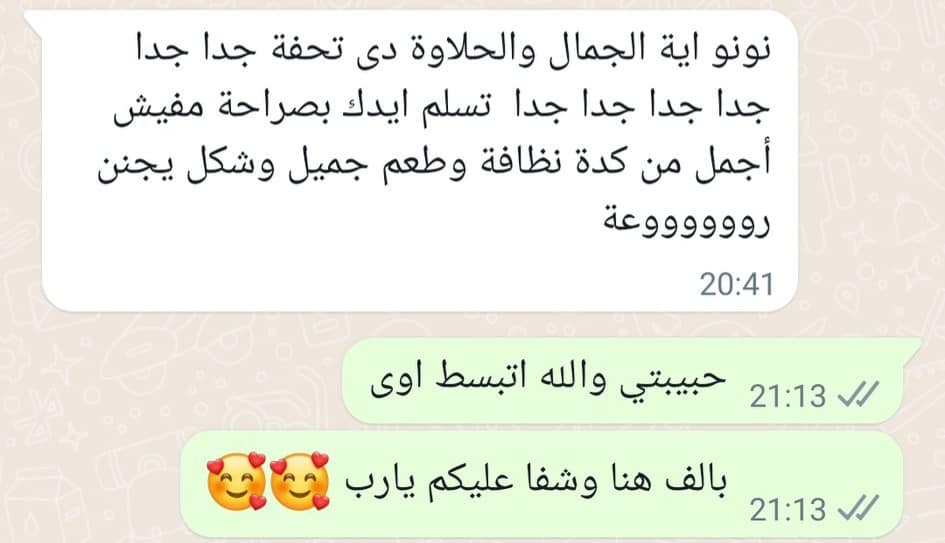 نونو اية الجمال والحلاوة دى تحفة جدا جدا
جدا جدا جدا جدا تسلم ايدك بصراحة مفيش
أجمل من كدة نظافة وطعم جميل وشكل يجنن
رووووووعة
20:41
حبيبتي والله اتبسط اوى
21:13
بالف هنا وشفا عليكم يارب 🥰🥰
21:13